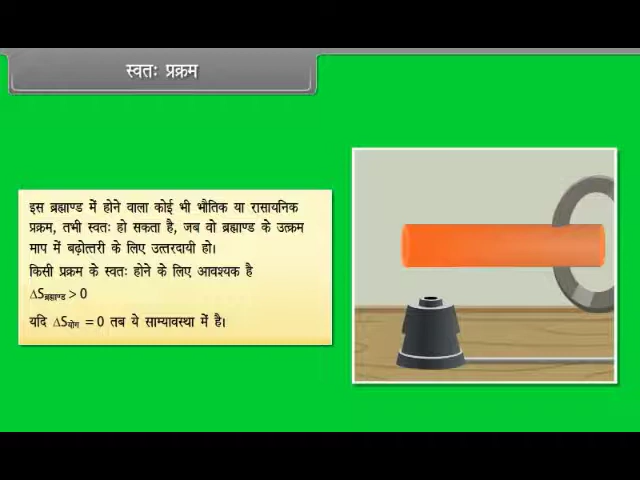 स्वतः प्रक्रम
इस ब्रह्माण्ड में होने वाला कोई भी भौतिक या रासायनिक
प्रक्रम, तभी स्वतः हो सकता है, जब वो ब्रह्माण्ड के उत्क्रम
माप में बढ़ोत्तरी के लिए उत्तरदायी हो।
किसी प्रक्रम के स्वतः होने के लिए आवश्यक है
ΔSब्रह्माण्ड > 0
यदि ΔSयोग = 0 तब ये साम्यावस्था में है।